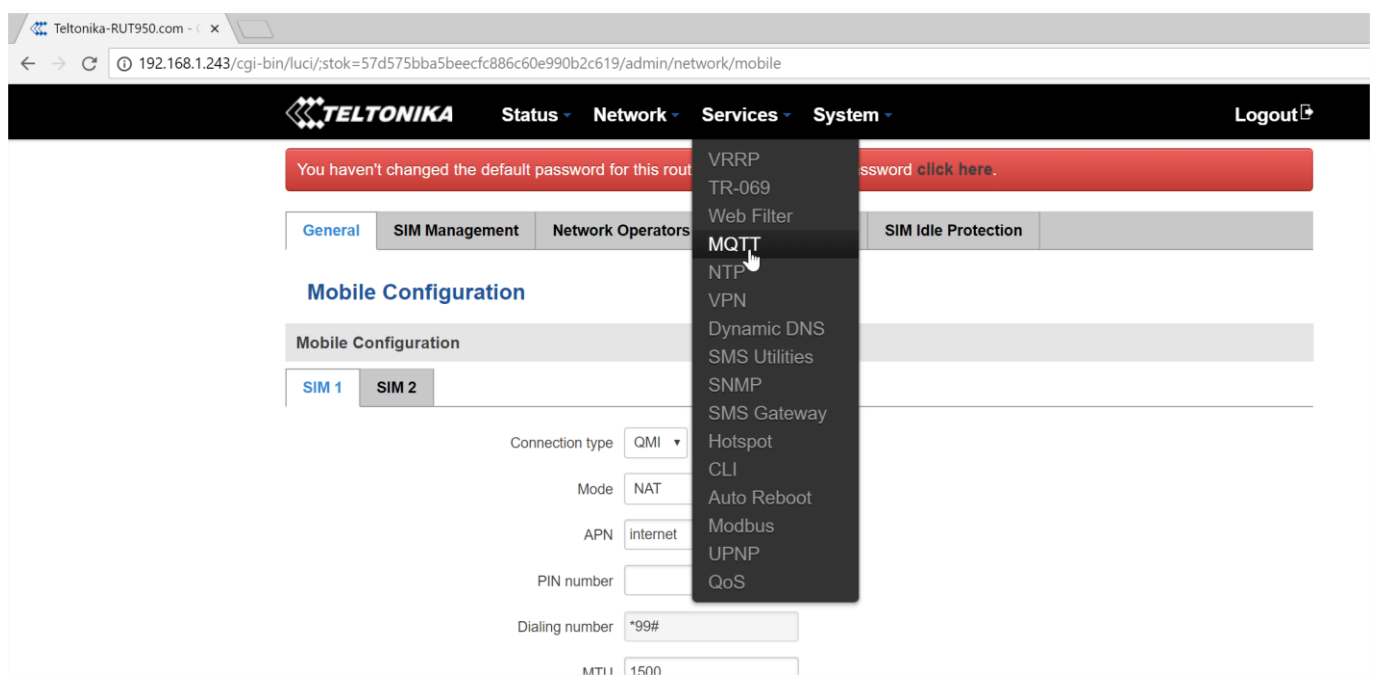 Teltonika-RUT950.com -
192.168.1.243/cgi-bin/luci/;stok=57d575bba5beecfc886c60e990b2c619/admin/network/mobile
TELTONIKA Status Network Services System Logout
You haven't changed the default password for this rout ssword click here.
General SIM Management Network Operators SIM Idle Protection
Mobile Configuration
Mobile Configuration
SIM 1 SIM 2
Connection type QMI
Mode NAT
APN internet
PIN number
Dialing number *99#
MTU 1500
VRRP
TR-069
Web Filter
MQTT
NTP
VPN
Dynamic DNS
SMS Utilities
SNMP
SMS Gateway
Hotspot
CLI
Auto Reboot
Modbus
UPNP
QoS